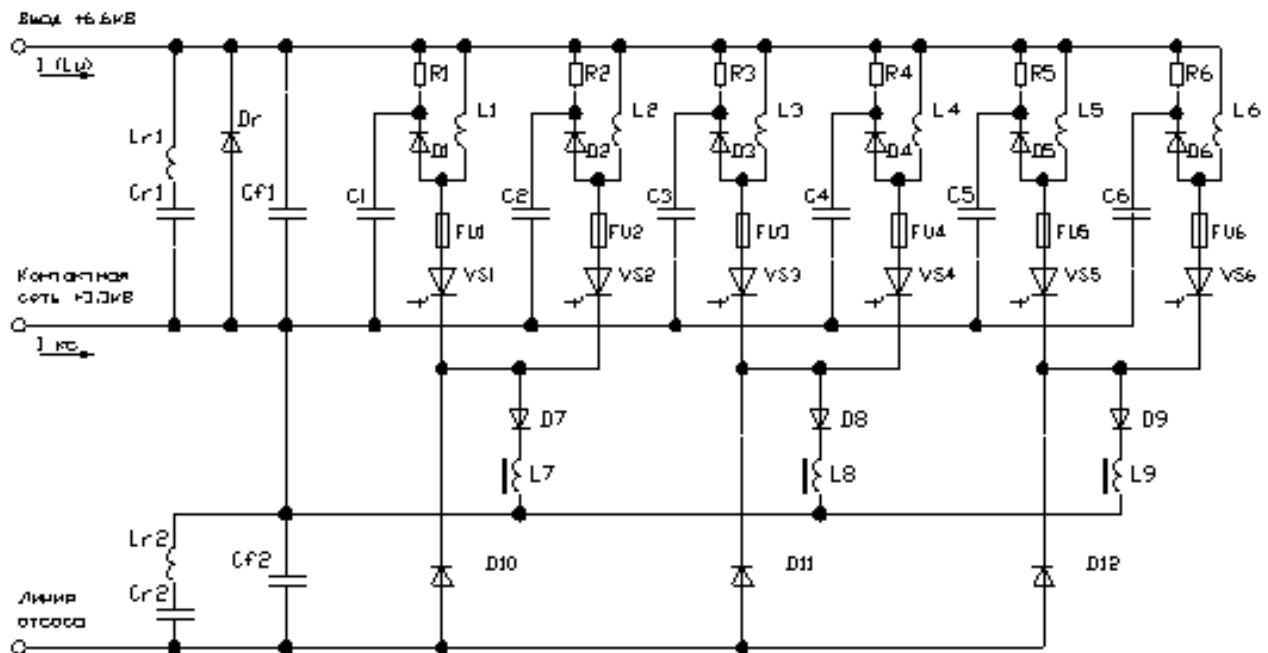 Ввод +6.6кВ
I (Lu)
R1
R2
R3
R4
R5
R6
L1
L2
L3
L4
L5
L6
Lr1
Dr
D1
D2
D3
D4
D5
D6
Cr1
Cf1
C1
C2
C3
C4
C5
C6
FU1
FU2
FU3
FU4
FU5
FU6
Контактная
сеть +3.3кВ
VS1
VS2
VS3
VS4
VS5
VS6
I кс
D7
D8
D9
L7
L8
L9
Lr2
Cf2
D10
D11
D12
Cr2
Линия
отсоса